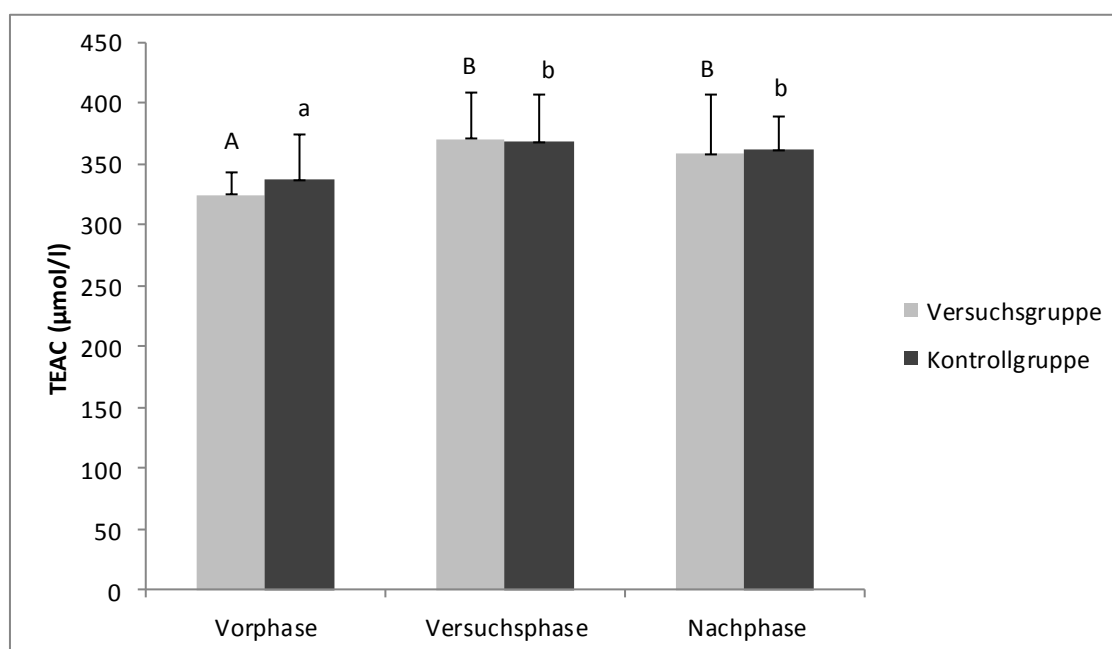 450
400
350
300
250
200
150
100
50
0
TEAC (µmol/l)
A
a
B
b
B
b
Vorphase
Versuchsphase
Nachphase
Versuchsgruppe
Kontrollgruppe